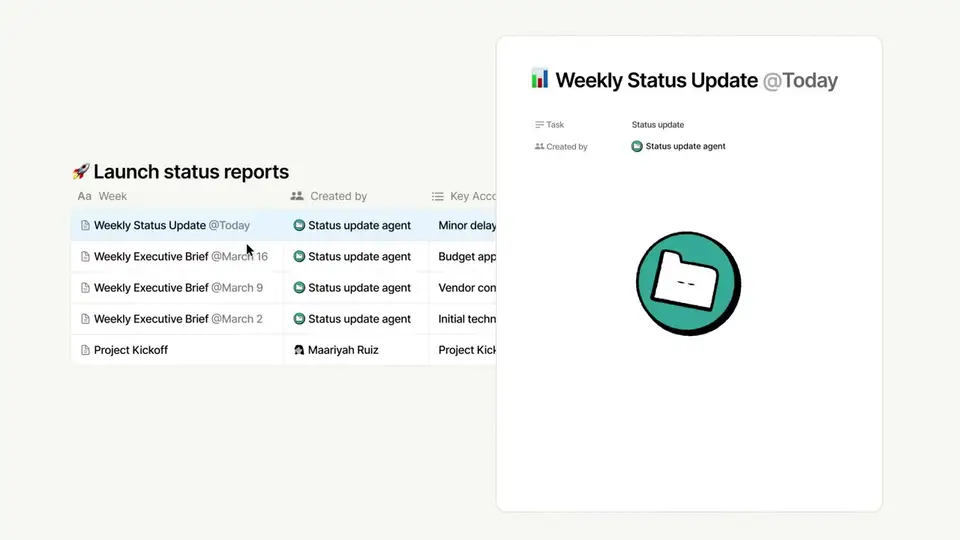 Launch status reports
Aa Week Created by Key Acco
Weekly Status Update @Today Status update agent Minor delay
Weekly Executive Brief @March 16 Status update agent Budget app
Weekly Executive Brief @March 9 Status update agent Vendor con
Weekly Executive Brief @March 2 Status update agent Initial techn
Project Kickoff Maariyah Ruiz Project Kick
Weekly Status Update @Today
Task Status update
Created by Status update agent